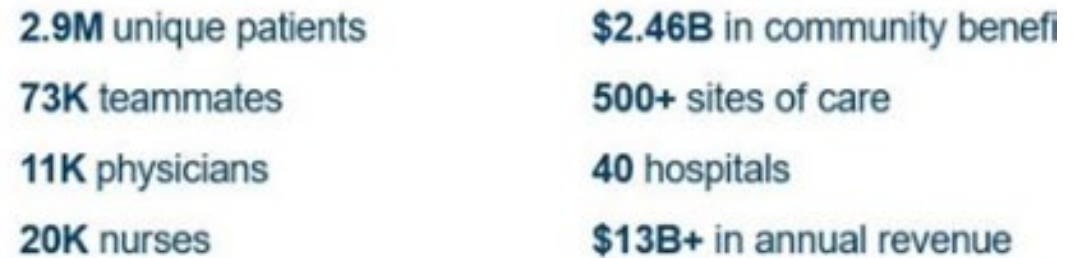 2.9M unique patients
73K teammates
11K physicians
20K nurses
$2.46B in community benefi
500+ sites of care
40 hospitals
$13B+ in annual revenue